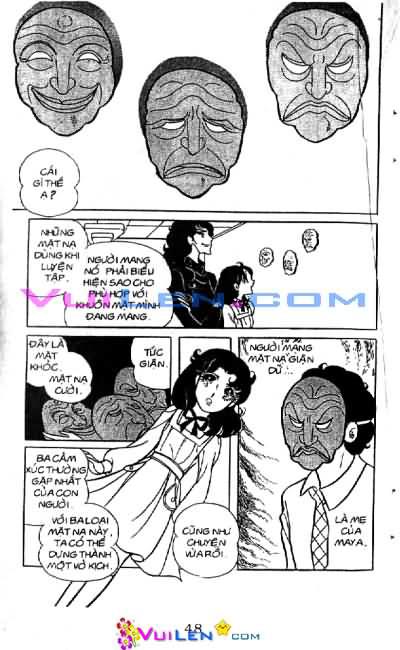 CÁI
GÌ THẾ
Ạ?
NHỮNG
MẶT NẠ
DÙNG KHI
LUYỆN
TẬP.
NGƯỜI MANG
NÓ PHẢI BIỂU
HIỆN SAO CHO
PHÙ HỢP VỚI
KHUÔN MẶT MÌNH
ĐANG MANG.
VUILEN.COM
ĐÂY LÀ
MẶT
KHÓC.
MẶT NẠ
CƯỜI.
TỨC
GIẬN.
NGƯỜI MANG
MẶT NẠ GIẬN
DỮ...
BA CẢM
XÚC THƯỜNG
GẶP NHẤT
CỦA CON
NGƯỜI.
VỚI BA LOẠI
MẶT NẠ NÀY,
TA CÓ THỂ
DỰNG THÀNH
MỘT VỞ KỊCH.
CŨNG NHƯ
CHUYỆN
VỪA RỒI.
LÀ MẸ
CỦA
MAYA.
48
VUILEN.COM